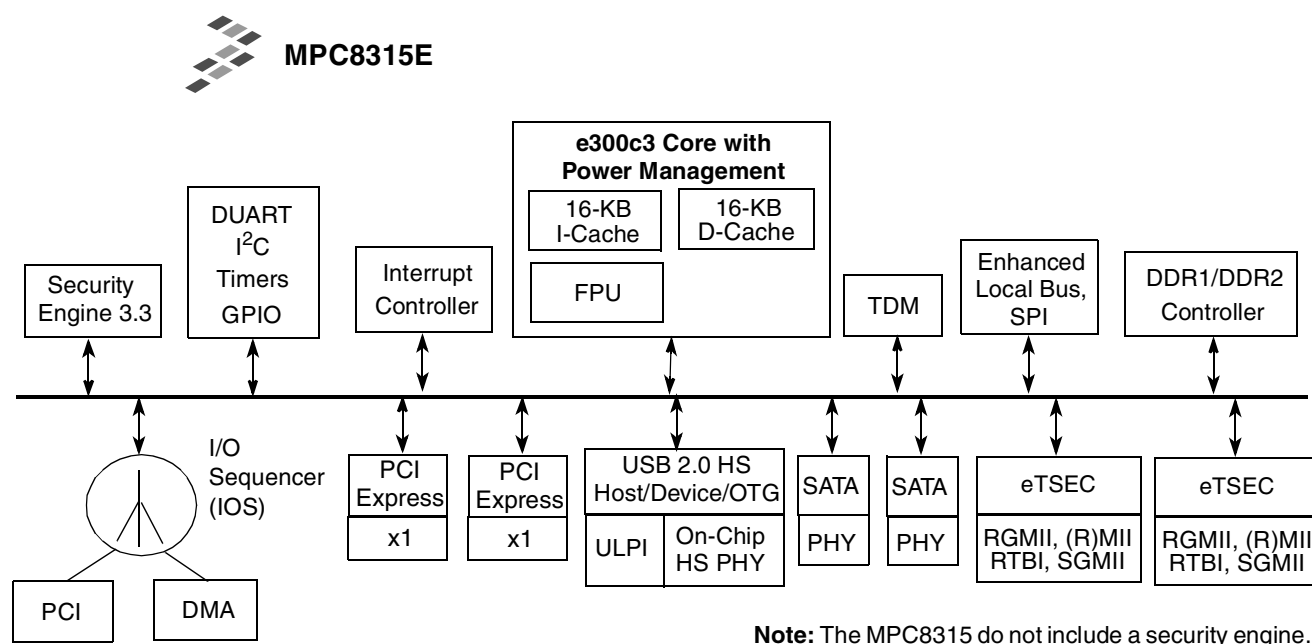 MPC8315E
e300c3 Core with
Power Management
16-KB
I-Cache
16-KB
D-Cache
FPU
Security
Engine 3.3
DUART
I²C
Timers
GPIO
Interrupt
Controller
TDM
Enhanced
Local Bus,
SPI
DDR1/DDR2
Controller
I/O
Sequencer
(IOS)
PCI
DMA
PCI
Express
x1
PCI
Express
x1
USB 2.0 HS
Host/Device/OTG
ULPI
On-Chip
HS PHY
SATA
PHY
SATA
PHY
eTSEC
RGMII, (R)MII
RTBI, SGMII
eTSEC
RGMII, (R)MII
RTBI, SGMII
Note: The MPC8315 do not include a security engine.